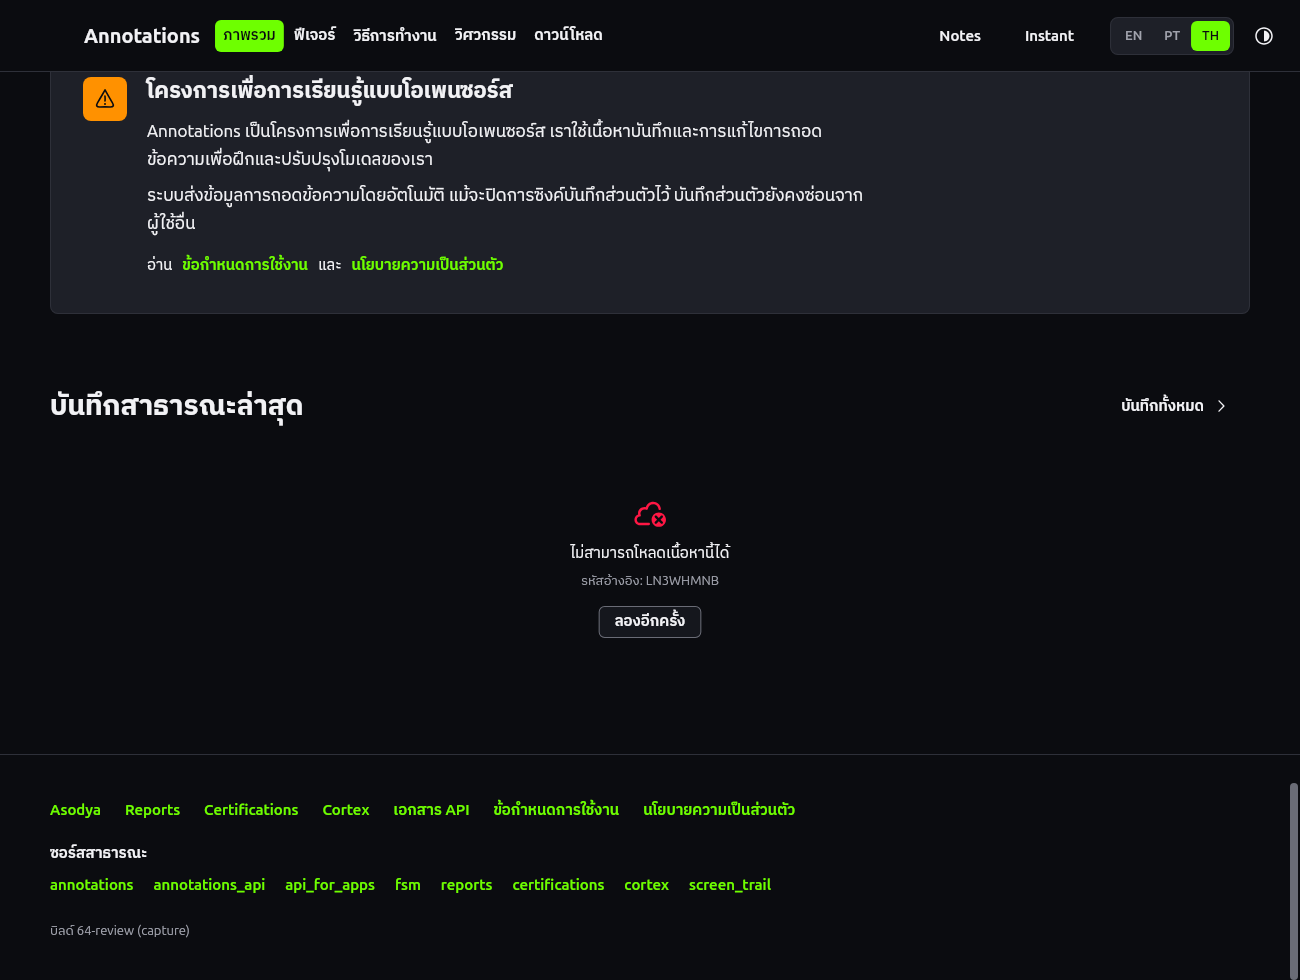 Annotations ภาพรวม ฟีเจอร์ วิธีการทำงาน วิศวกรรม ดาวน์โหลด Notes Instant EN PT TH
โครงการเพื่อการเรียนรู้แบบโอเพนซอร์ส
Annotations เป็นโครงการเพื่อการเรียนรู้แบบโอเพนซอร์ส เราใช้เนื้อหาบันทึกและการแก้ไขการถอด
ข้อความเพื่อฝึกและปรับปรุงโมเดลของเรา
ระบบส่งข้อมูลการถอดข้อความโดยอัตโนมัติ แม้จะปิดการซิงค์บันทึกส่วนตัวไว้ บันทึกส่วนตัวยังคงซ่อนจาก
ผู้ใช้อื่น
อ่าน ข้อกำหนดการใช้งาน และ นโยบายความเป็นส่วนตัว
บันทึกสาธารณะล่าสุด บันทึกทั้งหมด
ไม่สามารถโหลดเนื้อหานี้ได้
รหัสอ้างอิง: LN3WHMNB
ลองอีกครั้ง
Asodya Reports Certifications Cortex เอกสาร API ข้อกำหนดการใช้งาน นโยบายความเป็นส่วนตัว
ซอร์สสาธารณะ
annotations annotations_api api_for_apps fsm reports certifications cortex screen_trail
บิลด์ 64-review (capture)